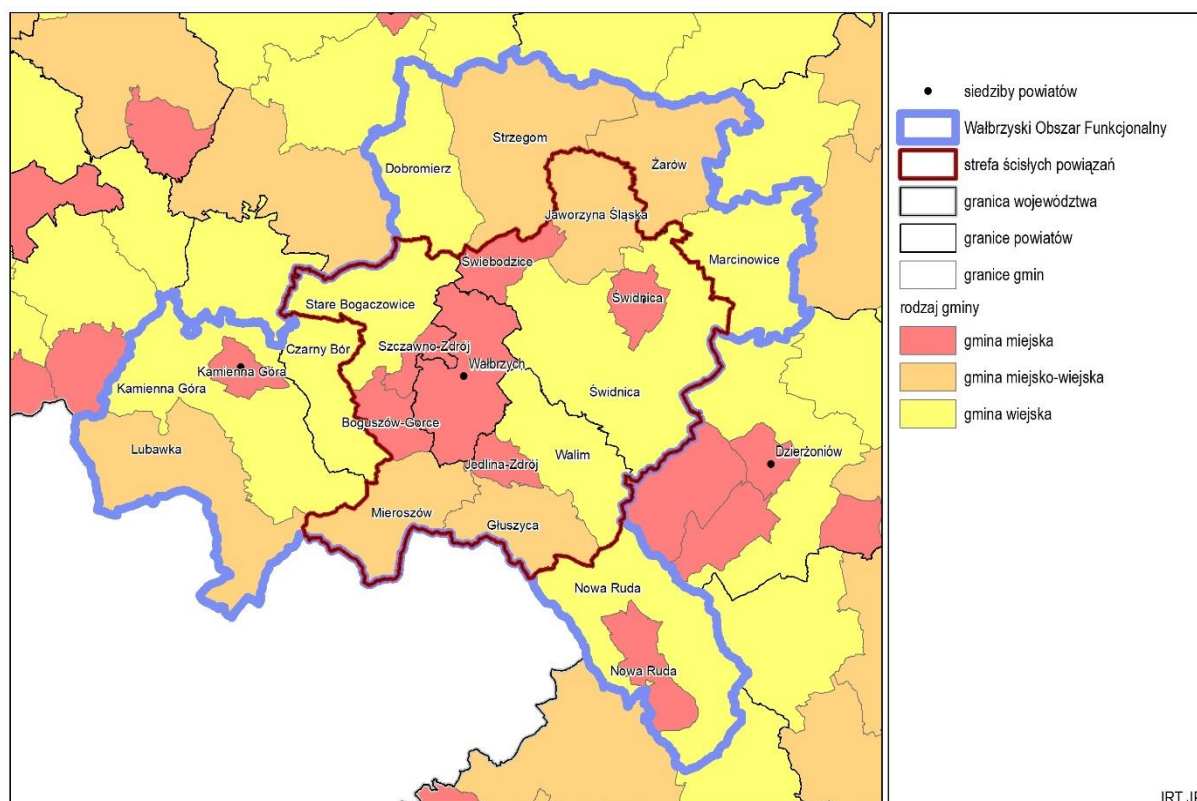 Strzegom
Dobromierz
Żarów
Jaworzyna Śląska
Marcinowice
Świebodzice
Świdnica
Stare Bogaczowice
Czarny Bór
Szczawno-Zdrój
Wałbrzych
Kamienna Góra
Kamienna Góra
Świdnica
Boguszów-Gorce
Lubawka
Jedlina-Zdrój
Walim
Dzierżoniów
Mieroszów
Głuszyca
Nowa Ruda
Nowa Ruda
siedziby powiatów
Wałbrzyski Obszar Funkcjonalny
strefa ścisłych powiązań
granica województwa
granice powiatów
granice gmin
rodzaj gminy
gmina miejska
gmina miejsko-wiejska
gmina wiejska
IRT JF